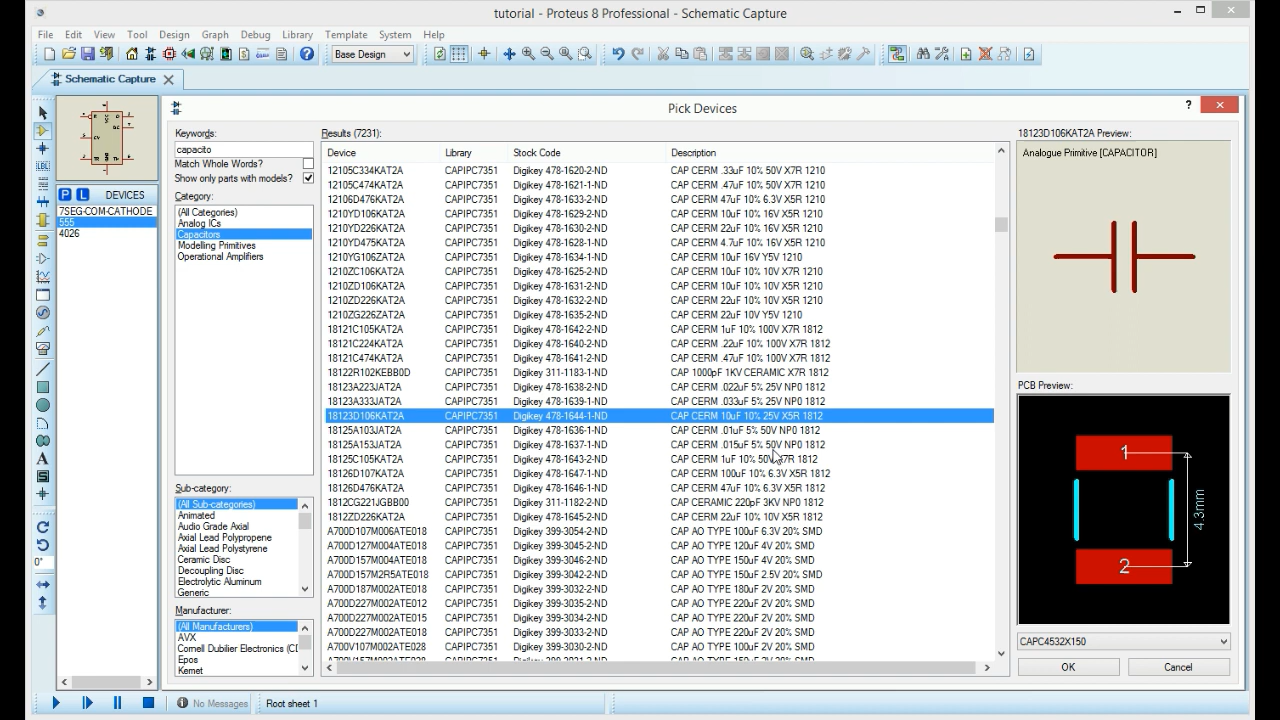 tutorial - Proteus 8 Professional - Schematic Capture
File Edit View Tool Design Graph Debug Library Template System Help
Base Design
Schematic Capture
Pick Devices
P L DEVICES
7SEG-COM-CATHODE
555
4026
Keywords:
capacito
Match Whole Words?
Show only parts with models?
Category:
(All Categories)
Analog ICs
Capacitors
Modelling Primitives
Operational Amplifiers
Sub-category:
(All Sub-categories)
Animated
Audio Grade Axial
Axial Lead Polypropene
Axial Lead Polystyrene
Ceramic Disc
Decoupling Disc
Electrolytic Aluminum
Generic
Manufacturer:
(All Manufacturers)
AVX
Cornell Dubilier Electronics (CD
Epos
Kemet
Results (7231):
Device Library Stock Code Description
12105C334KAT2A CAPIPC7351 Digikey 478-1620-2-ND CAP CERM .33uF 10% 50V X7R 1210
12105C474KAT2A CAPIPC7351 Digikey 478-1621-1-ND CAP CERM .47uF 10% 50V X7R 1210
12106D476KAT2A CAPIPC7351 Digikey 478-1633-2-ND CAP CERM 47uF 10% 6.3V X5R 1210
1210YD106KAT2A CAPIPC7351 Digikey 478-1629-2-ND CAP CERM 10uF 10% 16V X5R 1210
1210YD226KAT2A CAPIPC7351 Digikey 478-1630-2-ND CAP CERM 22uF 10% 16V X5R 1210
1210YD475KAT2A CAPIPC7351 Digikey 478-1628-1-ND CAP CERM 4.7uF 10% 16V X5R 1210
1210YG106ZAT2A CAPIPC7351 Digikey 478-1634-1-ND CAP CERM 10uF 16V Y5V 1210
1210ZC106KAT2A CAPIPC7351 Digikey 478-1625-2-ND CAP CERM 10uF 10% 10V X7R 1210
1210ZD106KAT2A CAPIPC7351 Digikey 478-1631-2-ND CAP CERM 10uF 10% 10V X5R 1210
1210ZD226KAT2A CAPIPC7351 Digikey 478-1632-2-ND CAP CERM 22uF 10% 10V X5R 1210
1210ZG226ZAT2A CAPIPC7351 Digikey 478-1635-2-ND CAP CERM 22uF 10V Y5V 1210
18121C105KAT2A CAPIPC7351 Digikey 478-1642-2-ND CAP CERM 1uF 10% 100V X7R 1812
18121C224KAT2A CAPIPC7351 Digikey 478-1640-2-ND CAP CERM .22uF 10% 100V X7R 1812
18121C474KAT2A CAPIPC7351 Digikey 478-1641-2-ND CAP CERM .47uF 10% 100V X7R 1812
18122R102KEBB0D CAPIPC7351 Digikey 311-1183-1-ND CAP 1000pF 1KV CERAMIC X7R 1812
18123A223JAT2A CAPIPC7351 Digikey 478-1638-2-ND CAP CERM .022uF 5% 25V NP0 1812
18123A333JAT2A CAPIPC7351 Digikey 478-1639-1-ND CAP CERM .033uF 5% 25V NP0 1812
18123D106KAT2A CAPIPC7351 Digikey 478-1644-1-ND CAP CERM 10uF 10% 25V X5R 1812
18125A103JAT2A CAPIPC7351 Digikey 478-1636-1-ND CAP CERM .01uF 5% 50V NP0 1812
18125A153JAT2A CAPIPC7351 Digikey 478-1637-1-ND CAP CERM .015uF 5% 50V NP0 1812
18125C105KAT2A CAPIPC7351 Digikey 478-1643-2-ND CAP CERM 1uF 10% 50V X7R 1812
18126D107KAT2A CAPIPC7351 Digikey 478-1647-1-ND CAP CERM 100uF 10% 6.3V X5R 1812
18126D476KAT2A CAPIPC7351 Digikey 478-1646-1-ND CAP CERM 47uF 10% 6.3V X5R 1812
1812CG221JGBB00 CAPIPC7351 Digikey 311-1182-2-ND CAP CERAMIC 220pF 3KV NP0 1812
1812ZD226KAT2A CAPIPC7351 Digikey 478-1645-2-ND CAP CERM 22uF 10% 10V X5R 1812
A700D107M006ATE018 CAPIPC7351 Digikey 399-3054-2-ND CAP AO TYPE 100uF 6.3V 20% SMD
A700D127M004ATE018 CAPIPC7351 Digikey 399-3045-2-ND CAP AO TYPE 120uF 4V 20% SMD
A700D157M004ATE018 CAPIPC7351 Digikey 399-3046-2-ND CAP AO TYPE 150uF 4V 20% SMD
A700D157M2R5ATE018 CAPIPC7351 Digikey 399-3042-2-ND CAP AO TYPE 150uF 2.5V 20% SMD
A700D187M002ATE018 CAPIPC7351 Digikey 399-3032-2-ND CAP AO TYPE 180uF 2V 20% SMD
A700D227M002ATE012 CAPIPC7351 Digikey 399-3035-2-ND CAP AO TYPE 220uF 2V 20% SMD
A700D227M002ATE015 CAPIPC7351 Digikey 399-3034-2-ND CAP AO TYPE 220uF 2V 20% SMD
A700D227M002ATE018 CAPIPC7351 Digikey 399-3033-2-ND CAP AO TYPE 220uF 2V 20% SMD
A700V107M002ATE028 CAPIPC7351 Digikey 399-3030-2-ND CAP AO TYPE 100uF 2V 20% SMD
18123D106KAT2A Preview:
Analogue Primitive [CAPACITOR]
PCB Preview:
1
2
4.3mm
CAPC4532X150
OK Cancel
LBL
A
0°
No Messages Root sheet 1